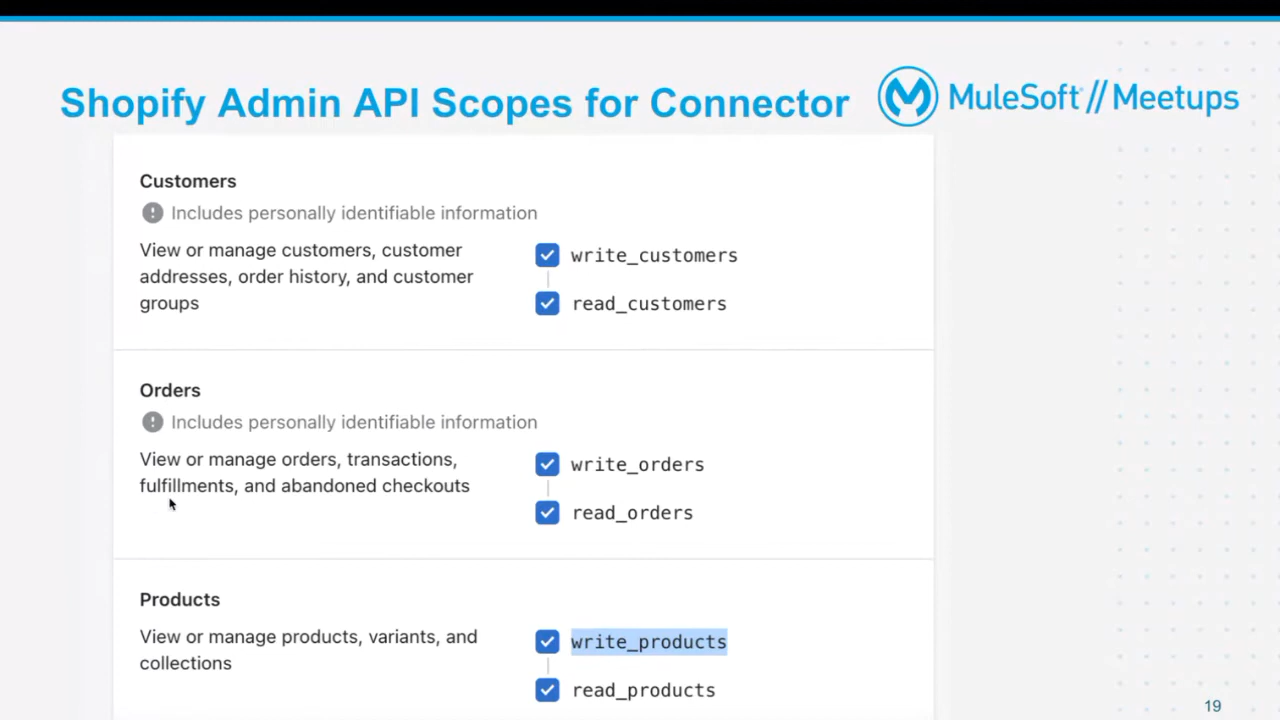 Shopify Admin API Scopes for Connector
MuleSoft // Meetups
Customers
Includes personally identifiable information
View or manage customers, customer
addresses, order history, and customer
groups
write_customers
read_customers
Orders
Includes personally identifiable information
View or manage orders, transactions,
fulfillments, and abandoned checkouts
write_orders
read_orders
Products
View or manage products, variants, and
collections
write_products
read_products
19